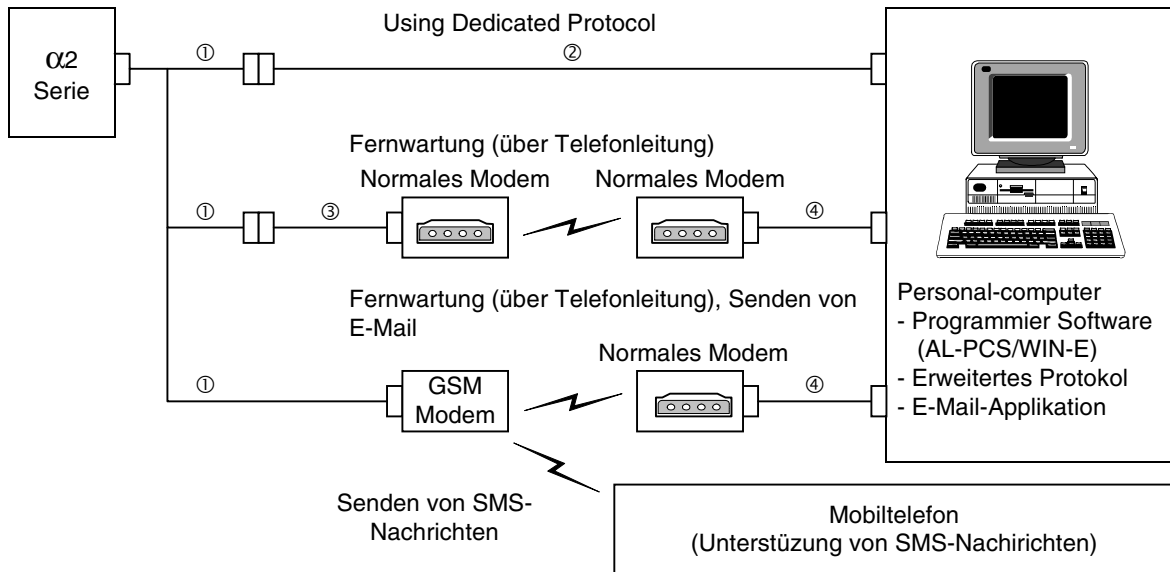 Using Dedicated Protocol
α2
Serie
①
②
Fernwartung (über Telefonleitung)
Normales Modem
Normales Modem
①
③
④
Fernwartung (über Telefonleitung), Senden von
E-Mail
Normales Modem
①
GSM
Modem
④
Personal-computer
- Programmier Software
(AL-PCS/WIN-E)
- Erweitertes Protokol
- E-Mail-Applikation
Senden von SMS-
Nachrichten
Mobiltelefon
(Unterstüzung von SMS-Nachirichten)